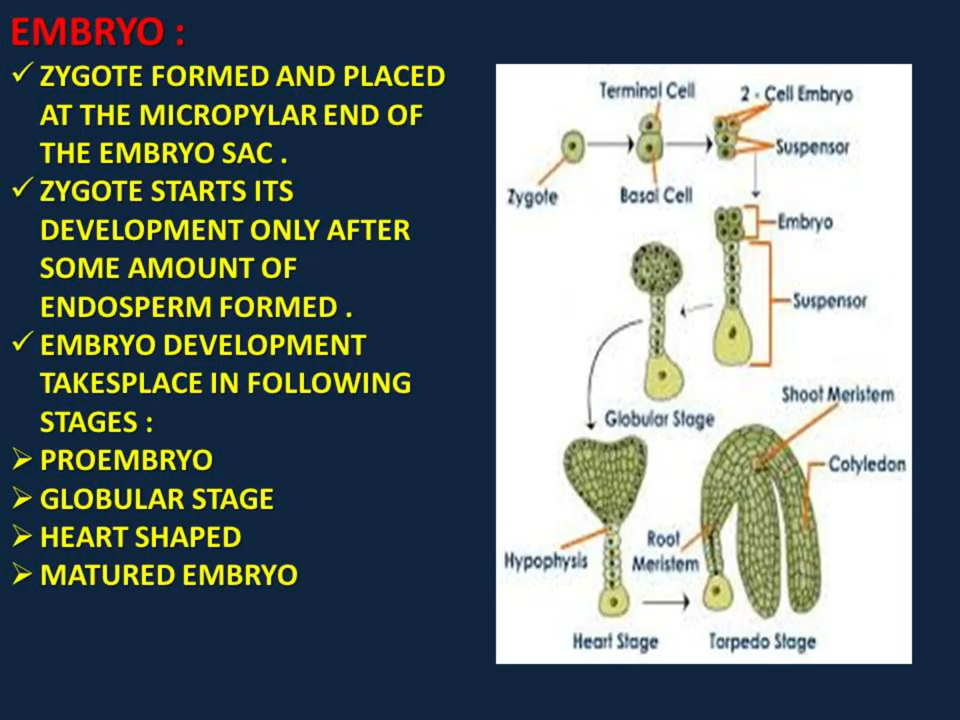 EMBRYO :
ZYGOTE FORMED AND PLACED
AT THE MICROPYLAR END OF
THE EMBRYO SAC .
ZYGOTE STARTS ITS
DEVELOPMENT ONLY AFTER
SOME AMOUNT OF
ENDOSPERM FORMED .
EMBRYO DEVELOPMENT
TAKESPLACE IN FOLLOWING
STAGES :
PROEMBRYO
GLOBULAR STAGE
HEART SHAPED
MATURED EMBRYO
Terminal Cell
2 - Cell Embryo
Suspensor
Zygote
Basal Cell
Embryo
Suspensor
Globular Stage
Shoot Meristem
Cotyledon
Root
Meristem
Hypophysis
Heart Stage
Torpedo Stage